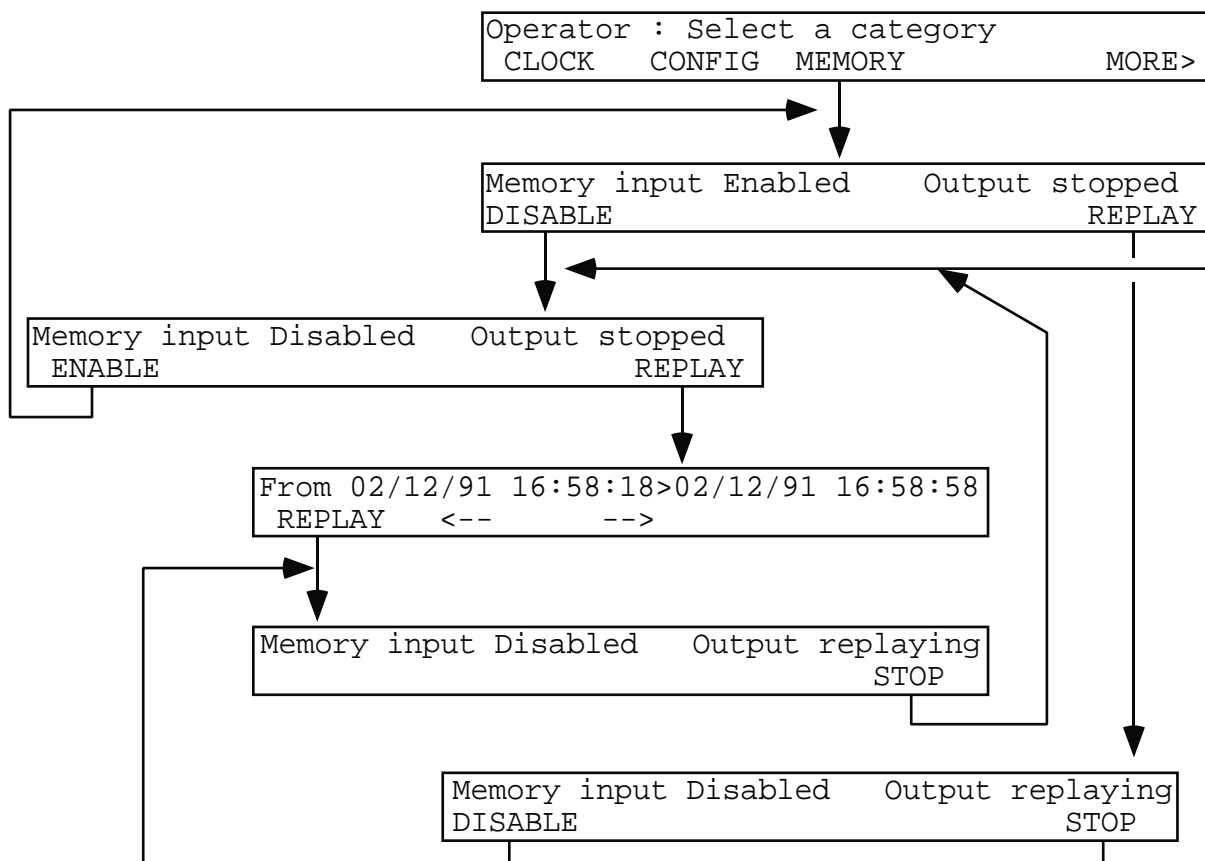 Operator : Select a category
CLOCK CONFIG MEMORY MORE>
Memory input Enabled Output stopped
DISABLE REPLAY
Memory input Disabled Output stopped
ENABLE REPLAY
From 02/12/91 16:58:18>02/12/91 16:58:58
REPLAY <-- -->
Memory input Disabled Output replaying
STOP
Memory input Disabled Output replaying
DISABLE STOP